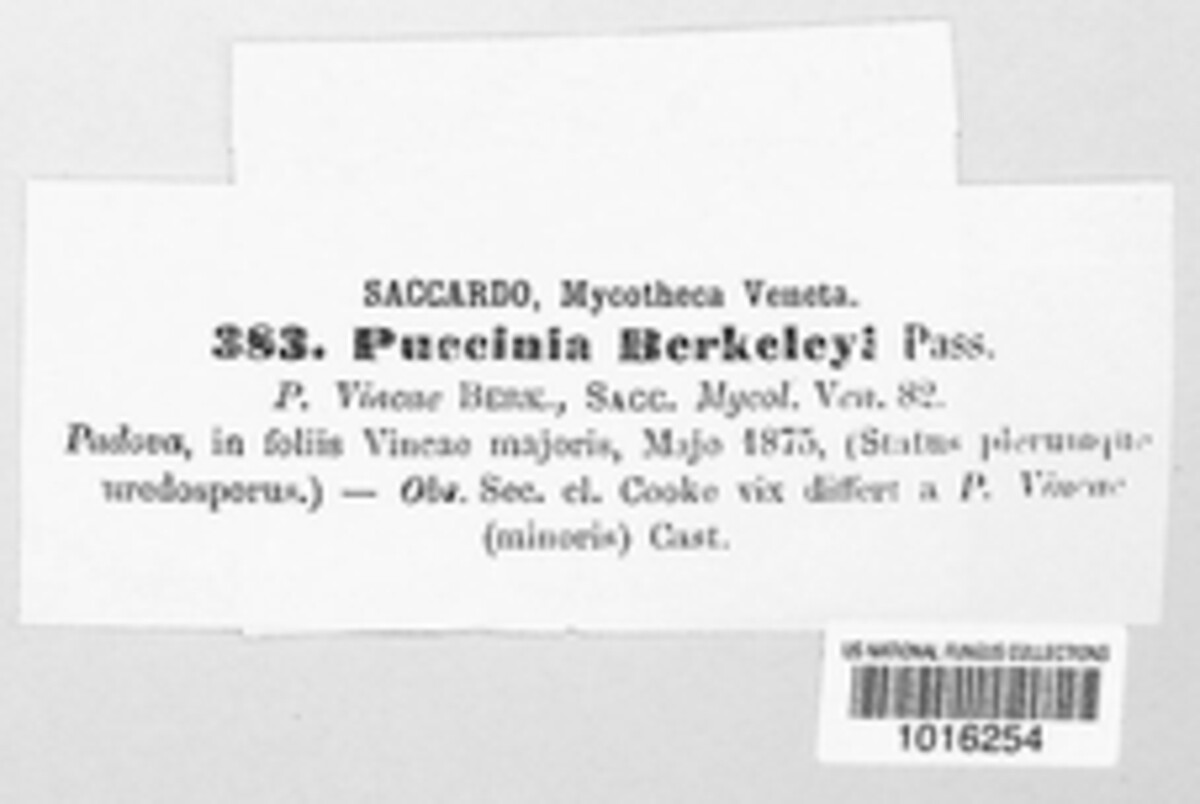 SACCARDO, Mycotheca Veneta.
383. Puccinia Berkeleyi Pass.
P. Vincae BERK., SACC. Mycol. Ven. 82.
Padova, in foliis Vincae majoris, Majo 1875, (Status plerumque
uredosporus.) — Obs. Sec. cl. Cooke vix differt a P. Vincae
(minoris) Cast.
US NATIONAL FUNGUS COLLECTIONS
1016254